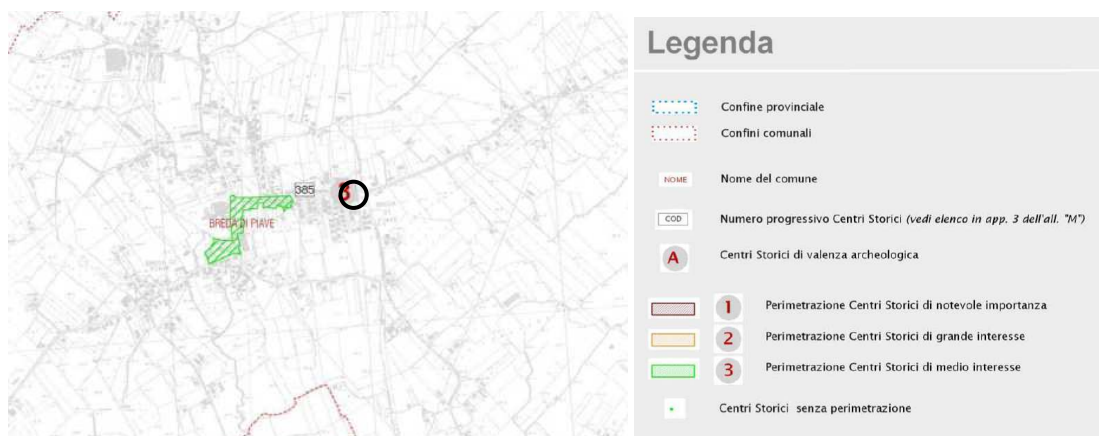 385
3
BREDA DI PIAVE
Legenda
Confine provinciale
Confini comunali
NOME Nome del comune
COD Numero progressivo Centri Storici (vedi elenco in app. 3 dell'all. "M")
A Centri Storici di valenza archeologica
1 Perimetrazione Centri Storici di notevole importanza
2 Perimetrazione Centri Storici di grande interesse
3 Perimetrazione Centri Storici di medio interesse
Centri Storici senza perimetrazione